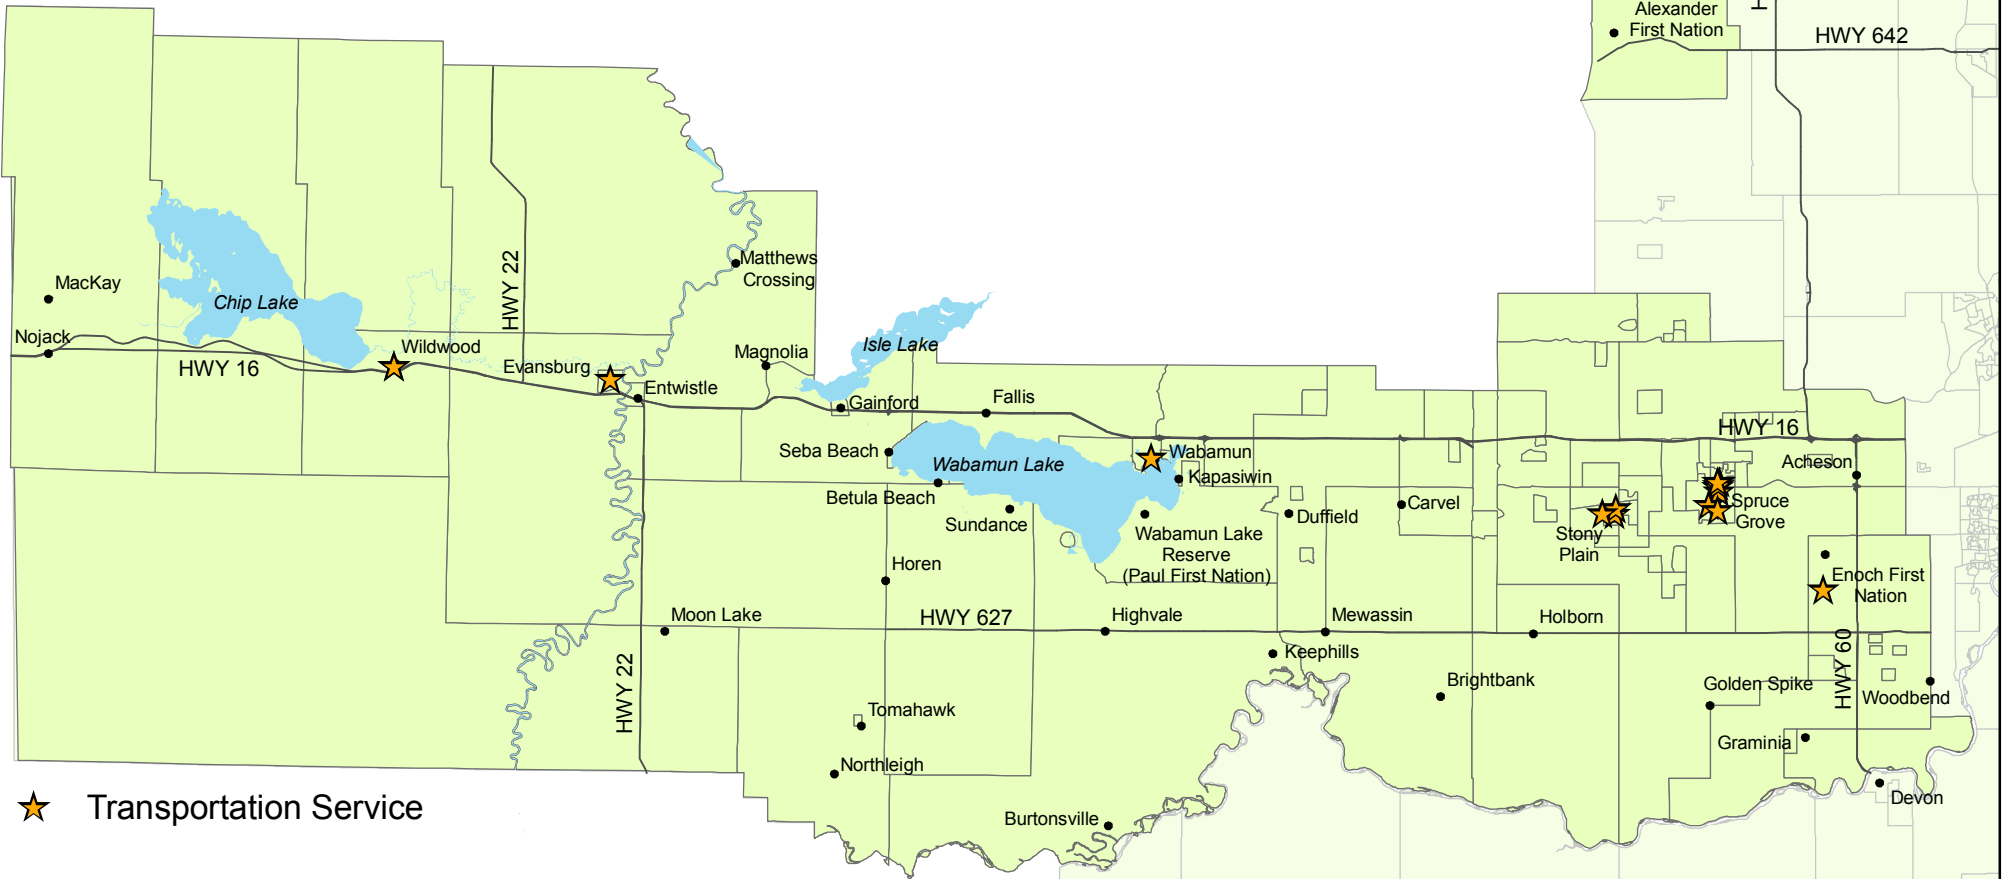 Alexander
First Nation
HWY 642
HWY 22
Matthews
Crossing
MacKay
Chip Lake
Nojack
HWY 16
Wildwood
Evansburg
Entwistle
Magnolia
Isle Lake
Gainford
Fallis
HWY 16
Seba Beach
Wabamun Lake
Wabamun
Kapasiwin
Acheson
Betula Beach
Sundance
Carvel
Duffield
Spruce
Grove
Wabamun Lake
Reserve
(Paul First Nation)
Stony
Plain
Horen
Enoch First
Nation
Moon Lake
HWY 627
Highvale
Mewassin
Holborn
Keephills
HWY 22
HWY 60
Brightbank
Golden Spike
Woodbend
Tomahawk
Graminia
Northleigh
Devon
Burtonsville
Transportation Service